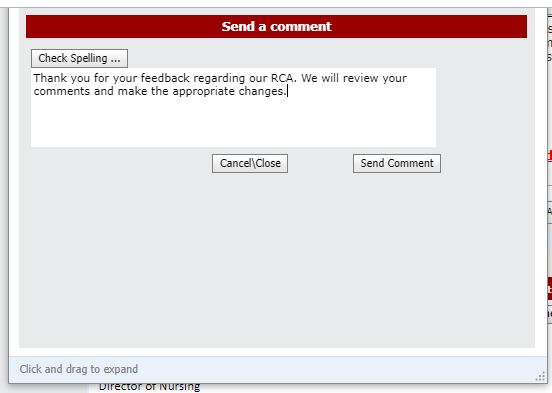 Send a comment
Check Spelling ...
Thank you for your feedback regarding our RCA. We will review your
comments and make the appropriate changes.
Cancel\Close
Send Comment
Click and drag to expand
Director of Nursing